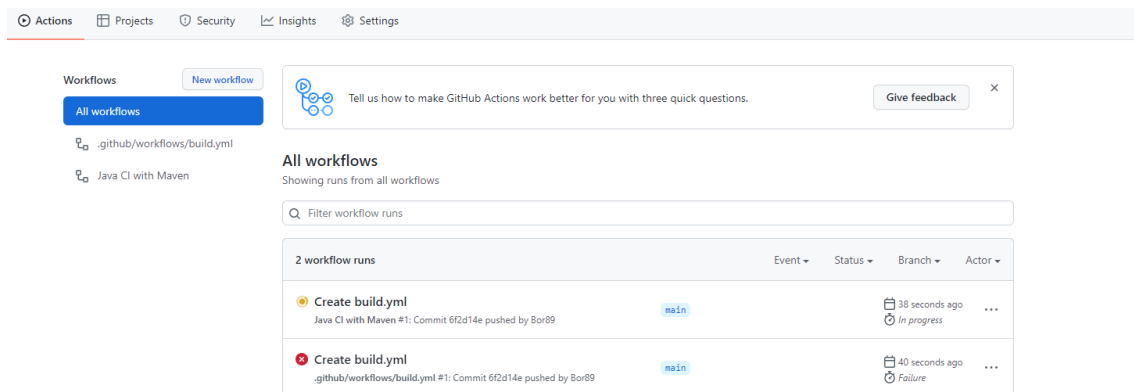 Actions Projects Security Insights Settings
Workflows New workflow
All workflows
.github/workflows/build.yml
Java CI with Maven
Tell us how to make GitHub Actions work better for you with three quick questions.
Give feedback
All workflows
Showing runs from all workflows
Filter workflow runs
2 workflow runs Event Status Branch Actor
Create build.yml
Java CI with Maven #1: Commit 6f2d14e pushed by Bor89
main
38 seconds ago
In progress
Create build.yml
.github/workflows/build.yml #1: Commit 6f2d14e pushed by Bor89
main
40 seconds ago
Failure